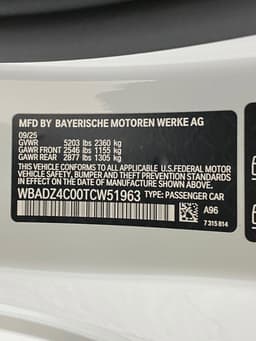 MFD BY BAYERISCHE MOTOREN WERKE AG
09/25
GVWR 5203 lbs 2360 kg
GAWR FRONT 2546 lbs 1155 kg
GAWR REAR 2877 lbs 1305 kg
THIS VEHICLE CONFORMS TO ALL APPLICABLE U.S.FEDERAL MOTOR
VEHICLE SAFETY, BUMPER, AND THEFT PREVENTION STANDARDS IN
EFFECT ON THE DATE OF MANUFACTURE SHOWN ABOVE.
WBADZ4C00TCW51963 TYPE: PASSENGER CAR
A96
7 315 814